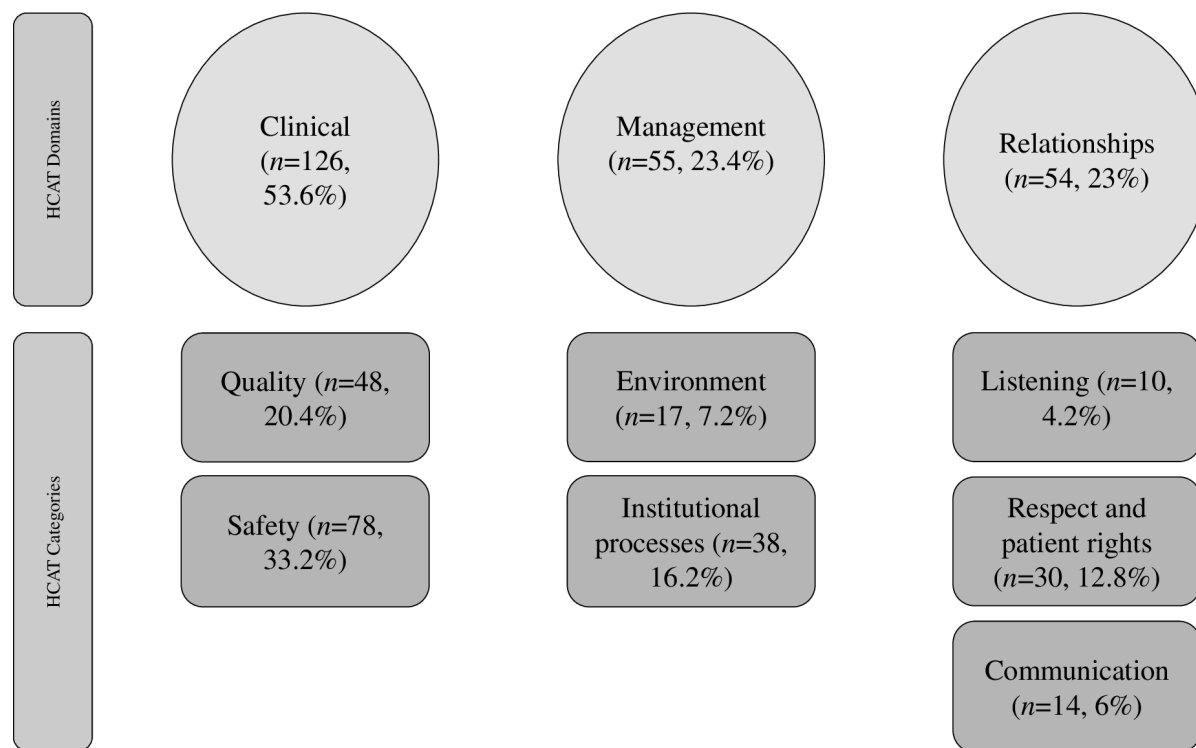 HCAT Domains
Clinical
(n=126,
53.6%)
Management
(n=55, 23.4%)
Relationships
(n=54, 23%)
HCAT Categories
Quality (n=48,
20.4%)
Safety (n=78,
33.2%)
Environment
(n=17, 7.2%)
Institutional
processes (n=38,
16.2%)
Listening (n=10,
4.2%)
Respect and
patient rights
(n=30, 12.8%)
Communication
(n=14, 6%)